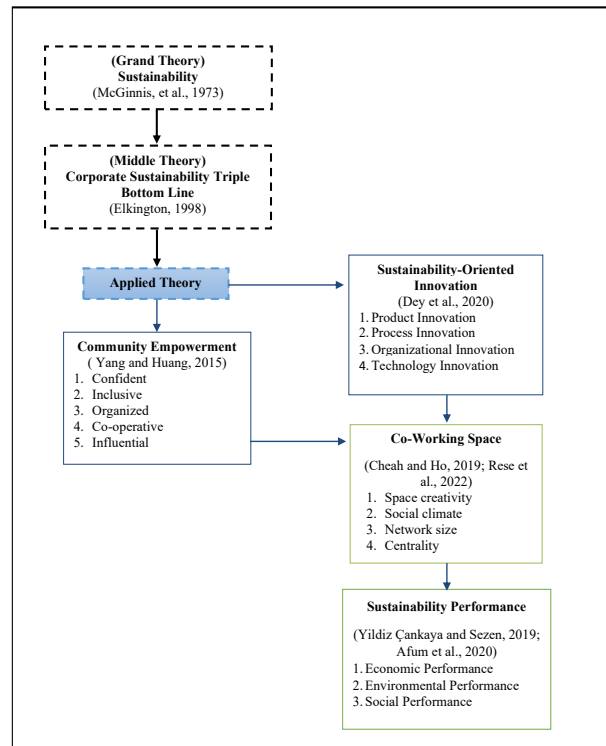 (Grand Theory)
Sustainability
(McGinnis, et al., 1973)
(Middle Theory)
Corporate Sustainability Triple
Bottom Line
(Elkington, 1998)
Applied Theory
Community Empowerment
( Yang and Huang, 2015)
1. Confident
2. Inclusive
3. Organized
4. Co-operative
5. Influential
Sustainability-Oriented
Innovation
(Dey et al., 2020)
1. Product Innovation
2. Process Innovation
3. Organizational Innovation
4. Technology Innovation
Co-Working Space
(Cheah and Ho, 2019; Rese et
al., 2022)
1. Space creativity
2. Social climate
3. Network size
4. Centrality
Sustainability Performance
(Yildiz Çankaya and Sezen, 2019;
Afum et al., 2020)
1. Economic Performance
2. Environmental Performance
3. Social Performance